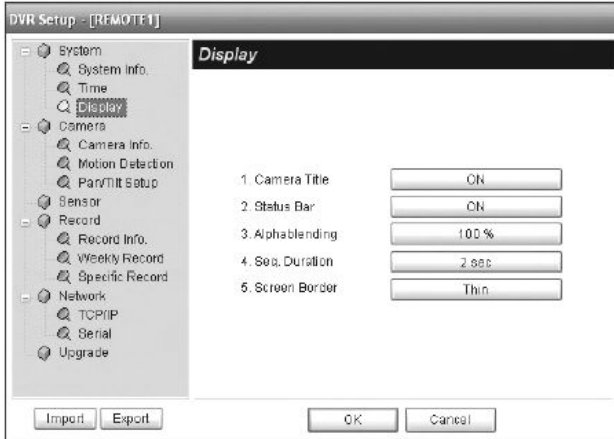 DVR Setup - [REMOTE1]
System
System Info.
Time
Display
Camera
Camera Info.
Motion Detection
Pan/Tilt Setup
Sensor
Record
Record Info.
Weekly Record
Specific Record
Network
TCP/IP
Serial
Upgrade
Import
Export
Display
1. Camera Title
ON
2. Status Bar
ON
3. Alphablending
100 %
4. Seq. Duration
2 sec
5. Screen Border
Thin
OK
Cancel